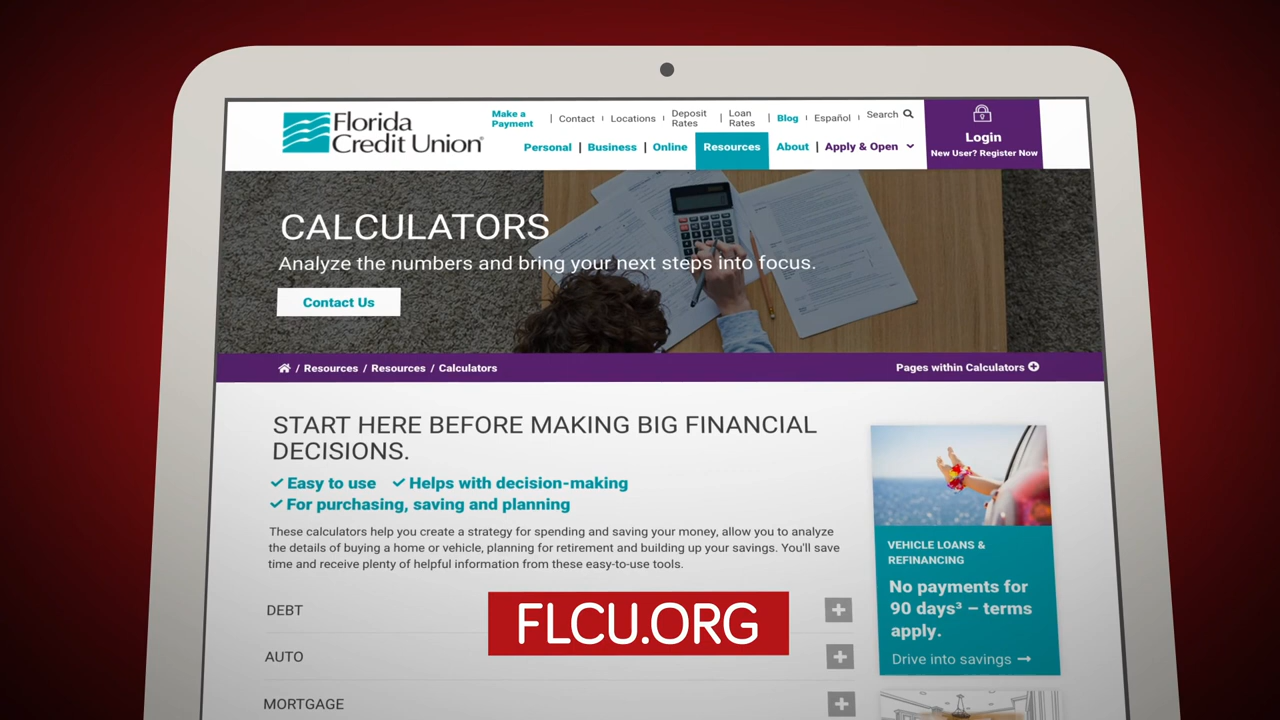 Florida
Credit Union®
Make a
Payment
Contact
Locations
Deposit
Rates
Loan
Rates
Blog
Español
Search
Personal | Business | Online
Resources
About | Apply & Open
Login
New User? Register Now
CALCULATORS
Analyze the numbers and bring your next steps into focus.
Contact Us
/ Resources / Resources / Calculators
Pages within Calculators
START HERE BEFORE MAKING BIG FINANCIAL
DECISIONS.
Easy to use
Helps with decision-making
For purchasing, saving and planning
These calculators help you create a strategy for spending and saving your money, allow you to analyze
the details of buying a home or vehicle, planning for retirement and building up your savings. You'll save
time and receive plenty of helpful information from these easy-to-use tools.
DEBT
AUTO
MORTGAGE
FLCU.ORG
VEHICLE LOANS &
REFINANCING
No payments for
90 days³ – terms
apply.
Drive into savings →